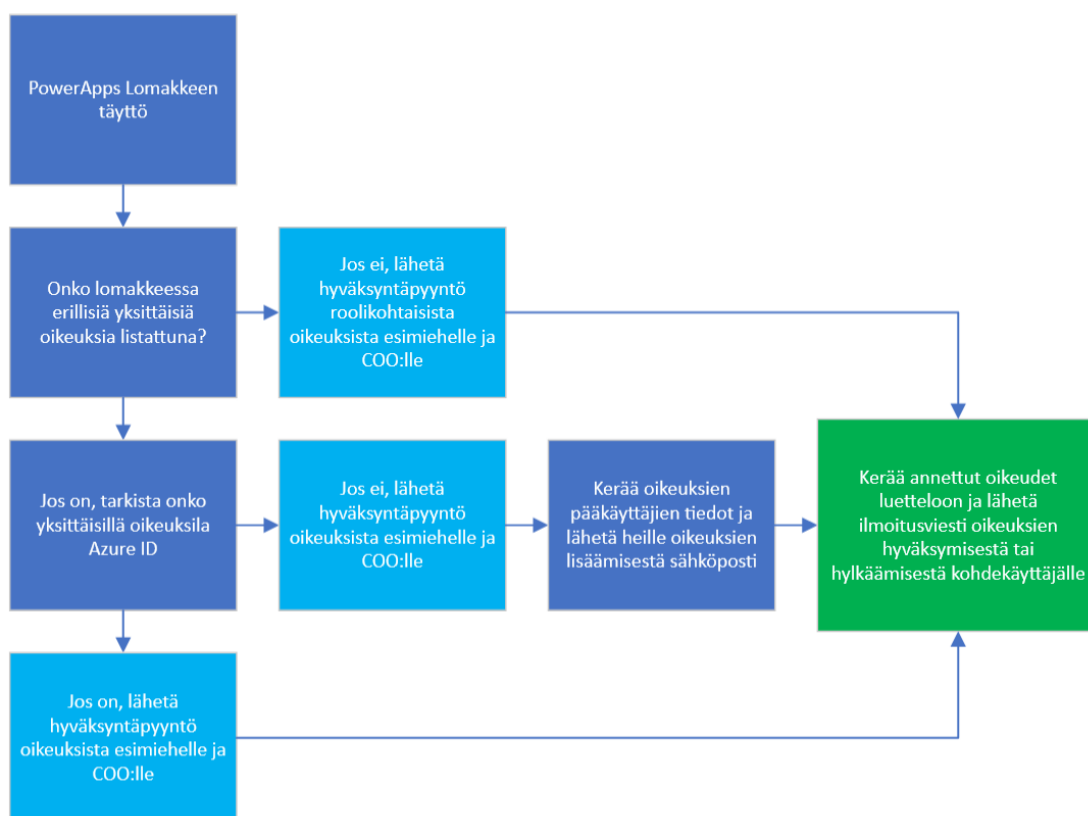 PowerApps Lomakkeen
täyttö
Onko lomakkeessa
erillisiä yksittäisiä
oikeuksia listattuna?
Jos ei, lähetä
hyväksyntäpyyntö
roolikohtaisista
oikeuksista esimiehelle ja
COO:lle
Jos on, tarkista onko
yksittäisillä oikeuksila
Azure ID
Jos ei, lähetä
hyväksyntäpyyntö
oikeuksista esimiehelle ja
COO:lle
Kerää oikeuksien
pääkäyttäjien tiedot ja
lähetä heille oikeuksien
lisäämisestä sähköposti
Kerää annettut oikeudet
luetteloon ja lähetä
ilmoitusviesti oikeuksien
hyväksymisestä tai
hylkäämisestä kohdekäyttäjälle
Jos on, lähetä
hyväksyntäpyyntö
oikeuksista esimiehelle ja
COO:lle